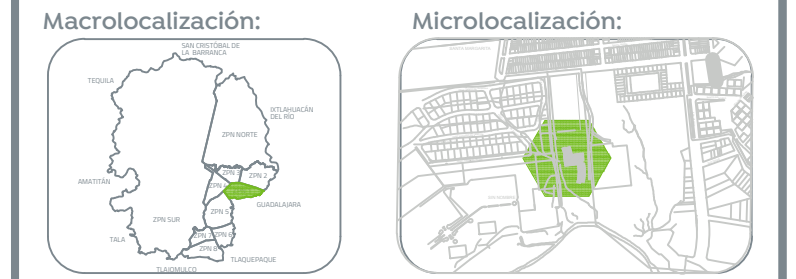 Macrolocalización:
Microlocalización:
SAN CRISTÓBAL DE
LA BARRANCA
TEQUILA
IXTLAHUACÁN
DEL RÍO
ZPN NORTE
ZPN 3
ZPN 2
AMATITÁN
ZPN
GUADALAJARA
ZPN 5
ZPN SUR
TALA
ZPN 7
ZPN 6
ZPN 8
TLAQUEPAQUE
TLAJOMULCO